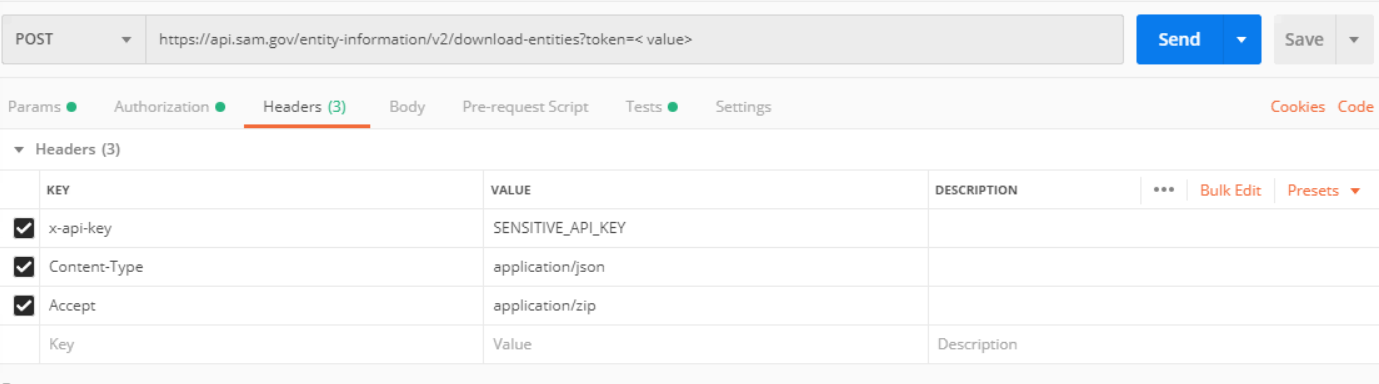 POST https://api.sam.gov/entity-information/v2/download-entities?token=< value> Send Save
Params Authorization Headers (3) Body Pre-request Script Tests Settings Cookies Code
Headers (3)
KEY VALUE DESCRIPTION ••• Bulk Edit Presets
x-api-key SENSITIVE_API_KEY
Content-Type application/json
Accept application/zip
Key Value Description